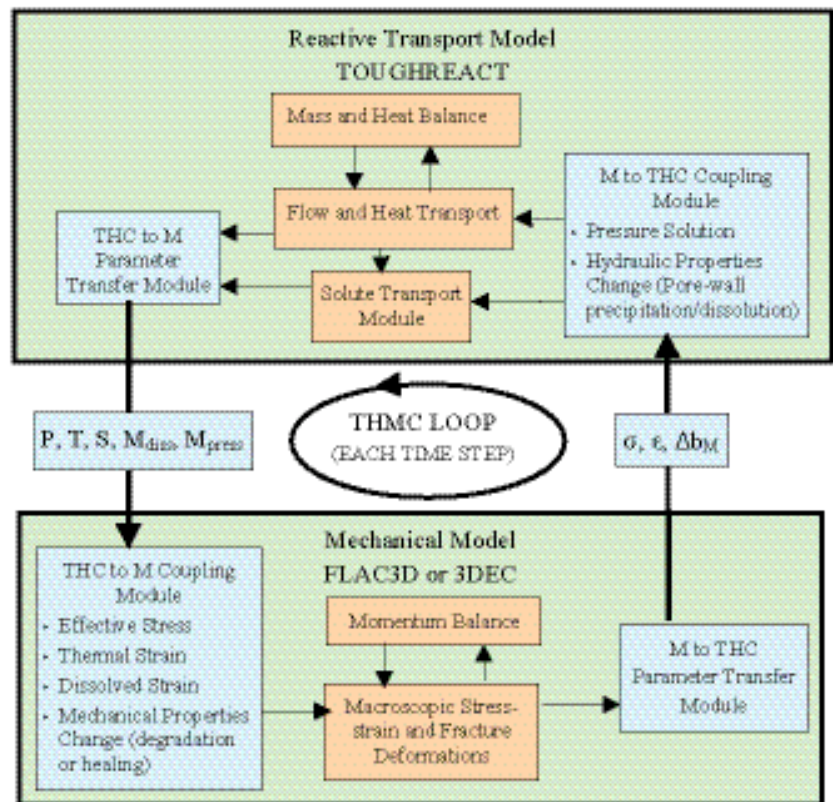 Reactive Transport Model
TOUGHREACT
Mass and Heat Balance
Flow and Heat Transport
Solute Transport
Module
THC to M
Parameter
Transfer Module
M to THC Coupling
Module
• Pressure Solution
• Hydraulic Properties
Change (Pore-wall
precipitation/dissolution)
P, T, S, Mdiss, Mpress
THMC LOOP
(EACH TIME STEP)
σ, ε, ΔbM
Mechanical Model
FLAC3D or 3DEC
THC to M Coupling
Module
• Effective Stress
• Thermal Strain
• Dissolved Strain
• Mechanical Properties
Change (degradation
or healing)
Momentum Balance
Macroscopic Stress-
strain and Fracture
Deformations
M to THC
Parameter Transfer
Module